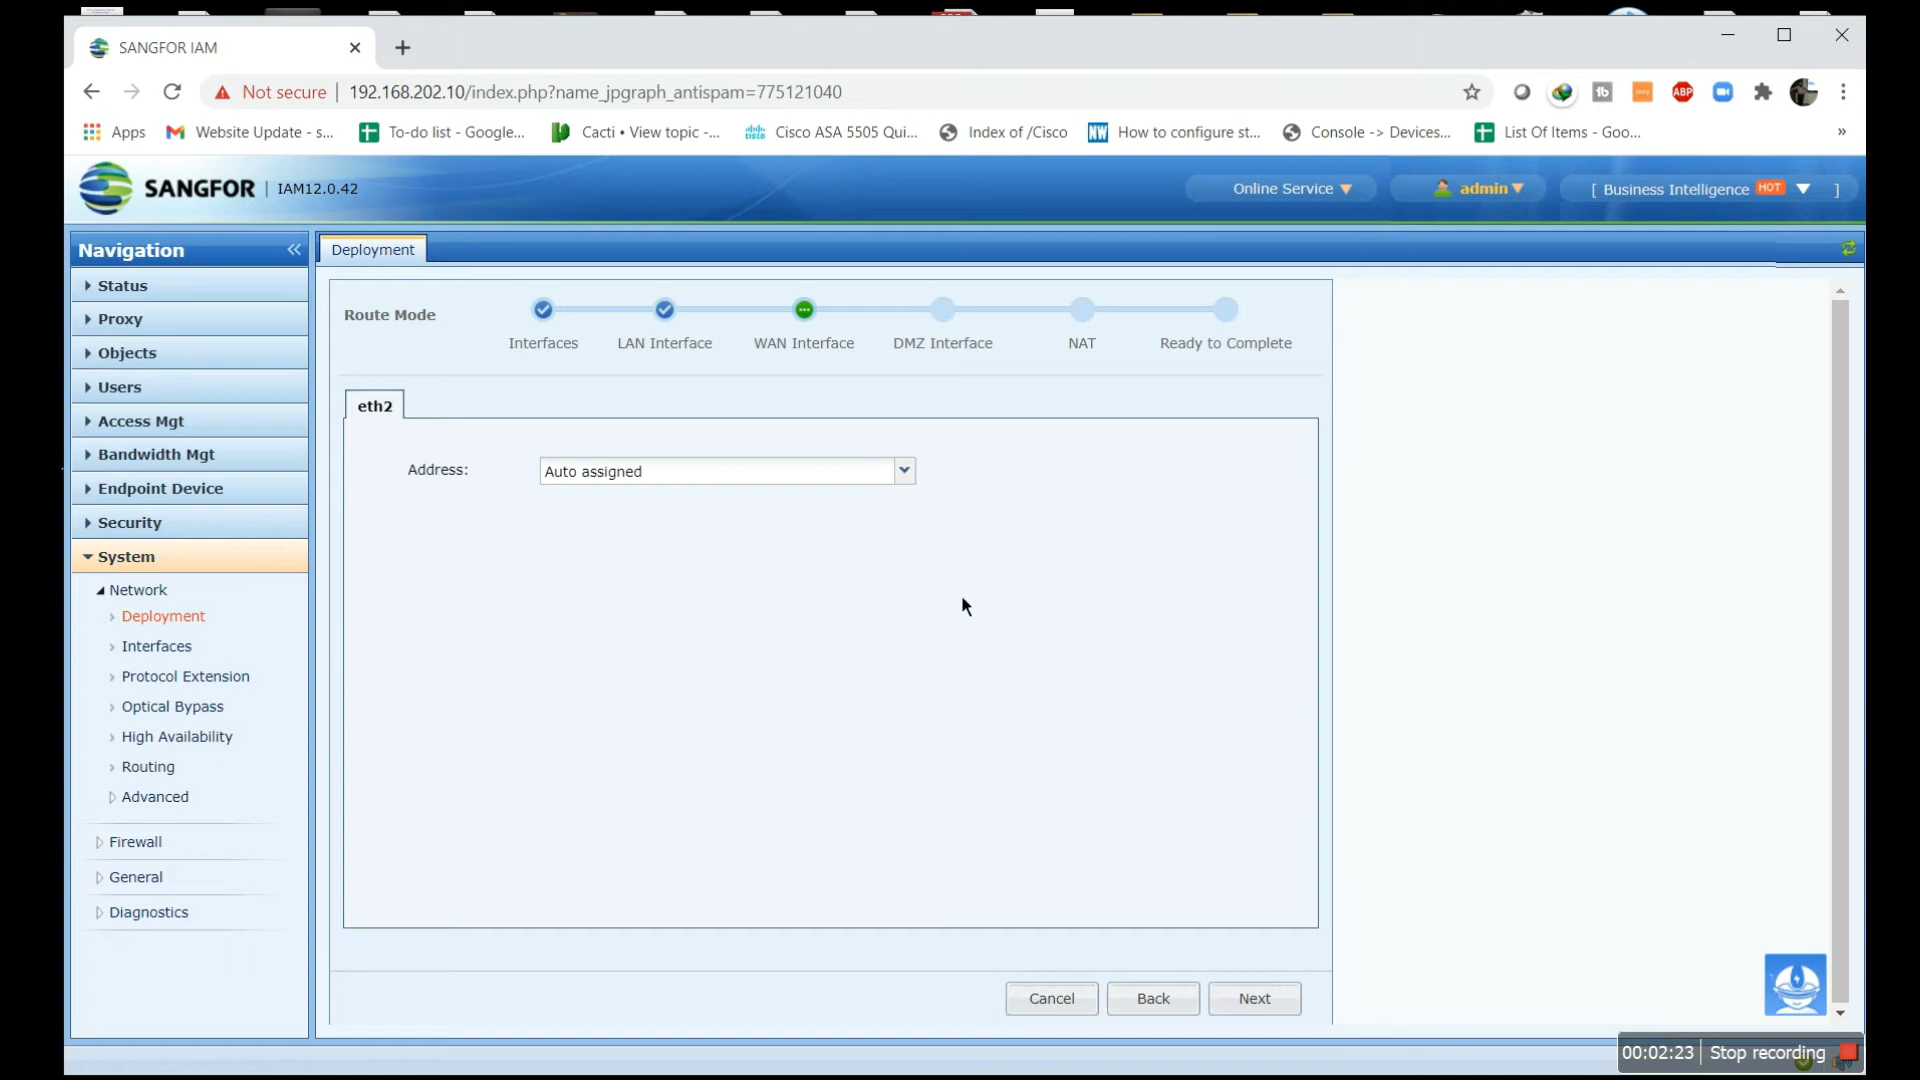 SANGFOR IAM
Not secure | 192.168.202.10/index.php?name_jpgraph_antispam=775121040
Apps Website Update - s... To-do list - Google... Cacti • View topic -... Cisco ASA 5505 Qui... Index of /Cisco NW How to configure st... Console -> Devices... List Of Items - Goo... »
SANGFOR | IAM12.0.42 Online Service admin [ Business Intelligence HOT ]
Navigation
Deployment
Status
Proxy
Objects
Users
Access Mgt
Bandwidth Mgt
Endpoint Device
Security
System
Network
Deployment
Interfaces
Protocol Extension
Optical Bypass
High Availability
Routing
Advanced
Firewall
General
Diagnostics
Route Mode
Interfaces LAN Interface WAN Interface DMZ Interface NAT Ready to Complete
eth2
Address: Auto assigned
Cancel Back Next
00:02:23 | Stop recording
ABP
tb